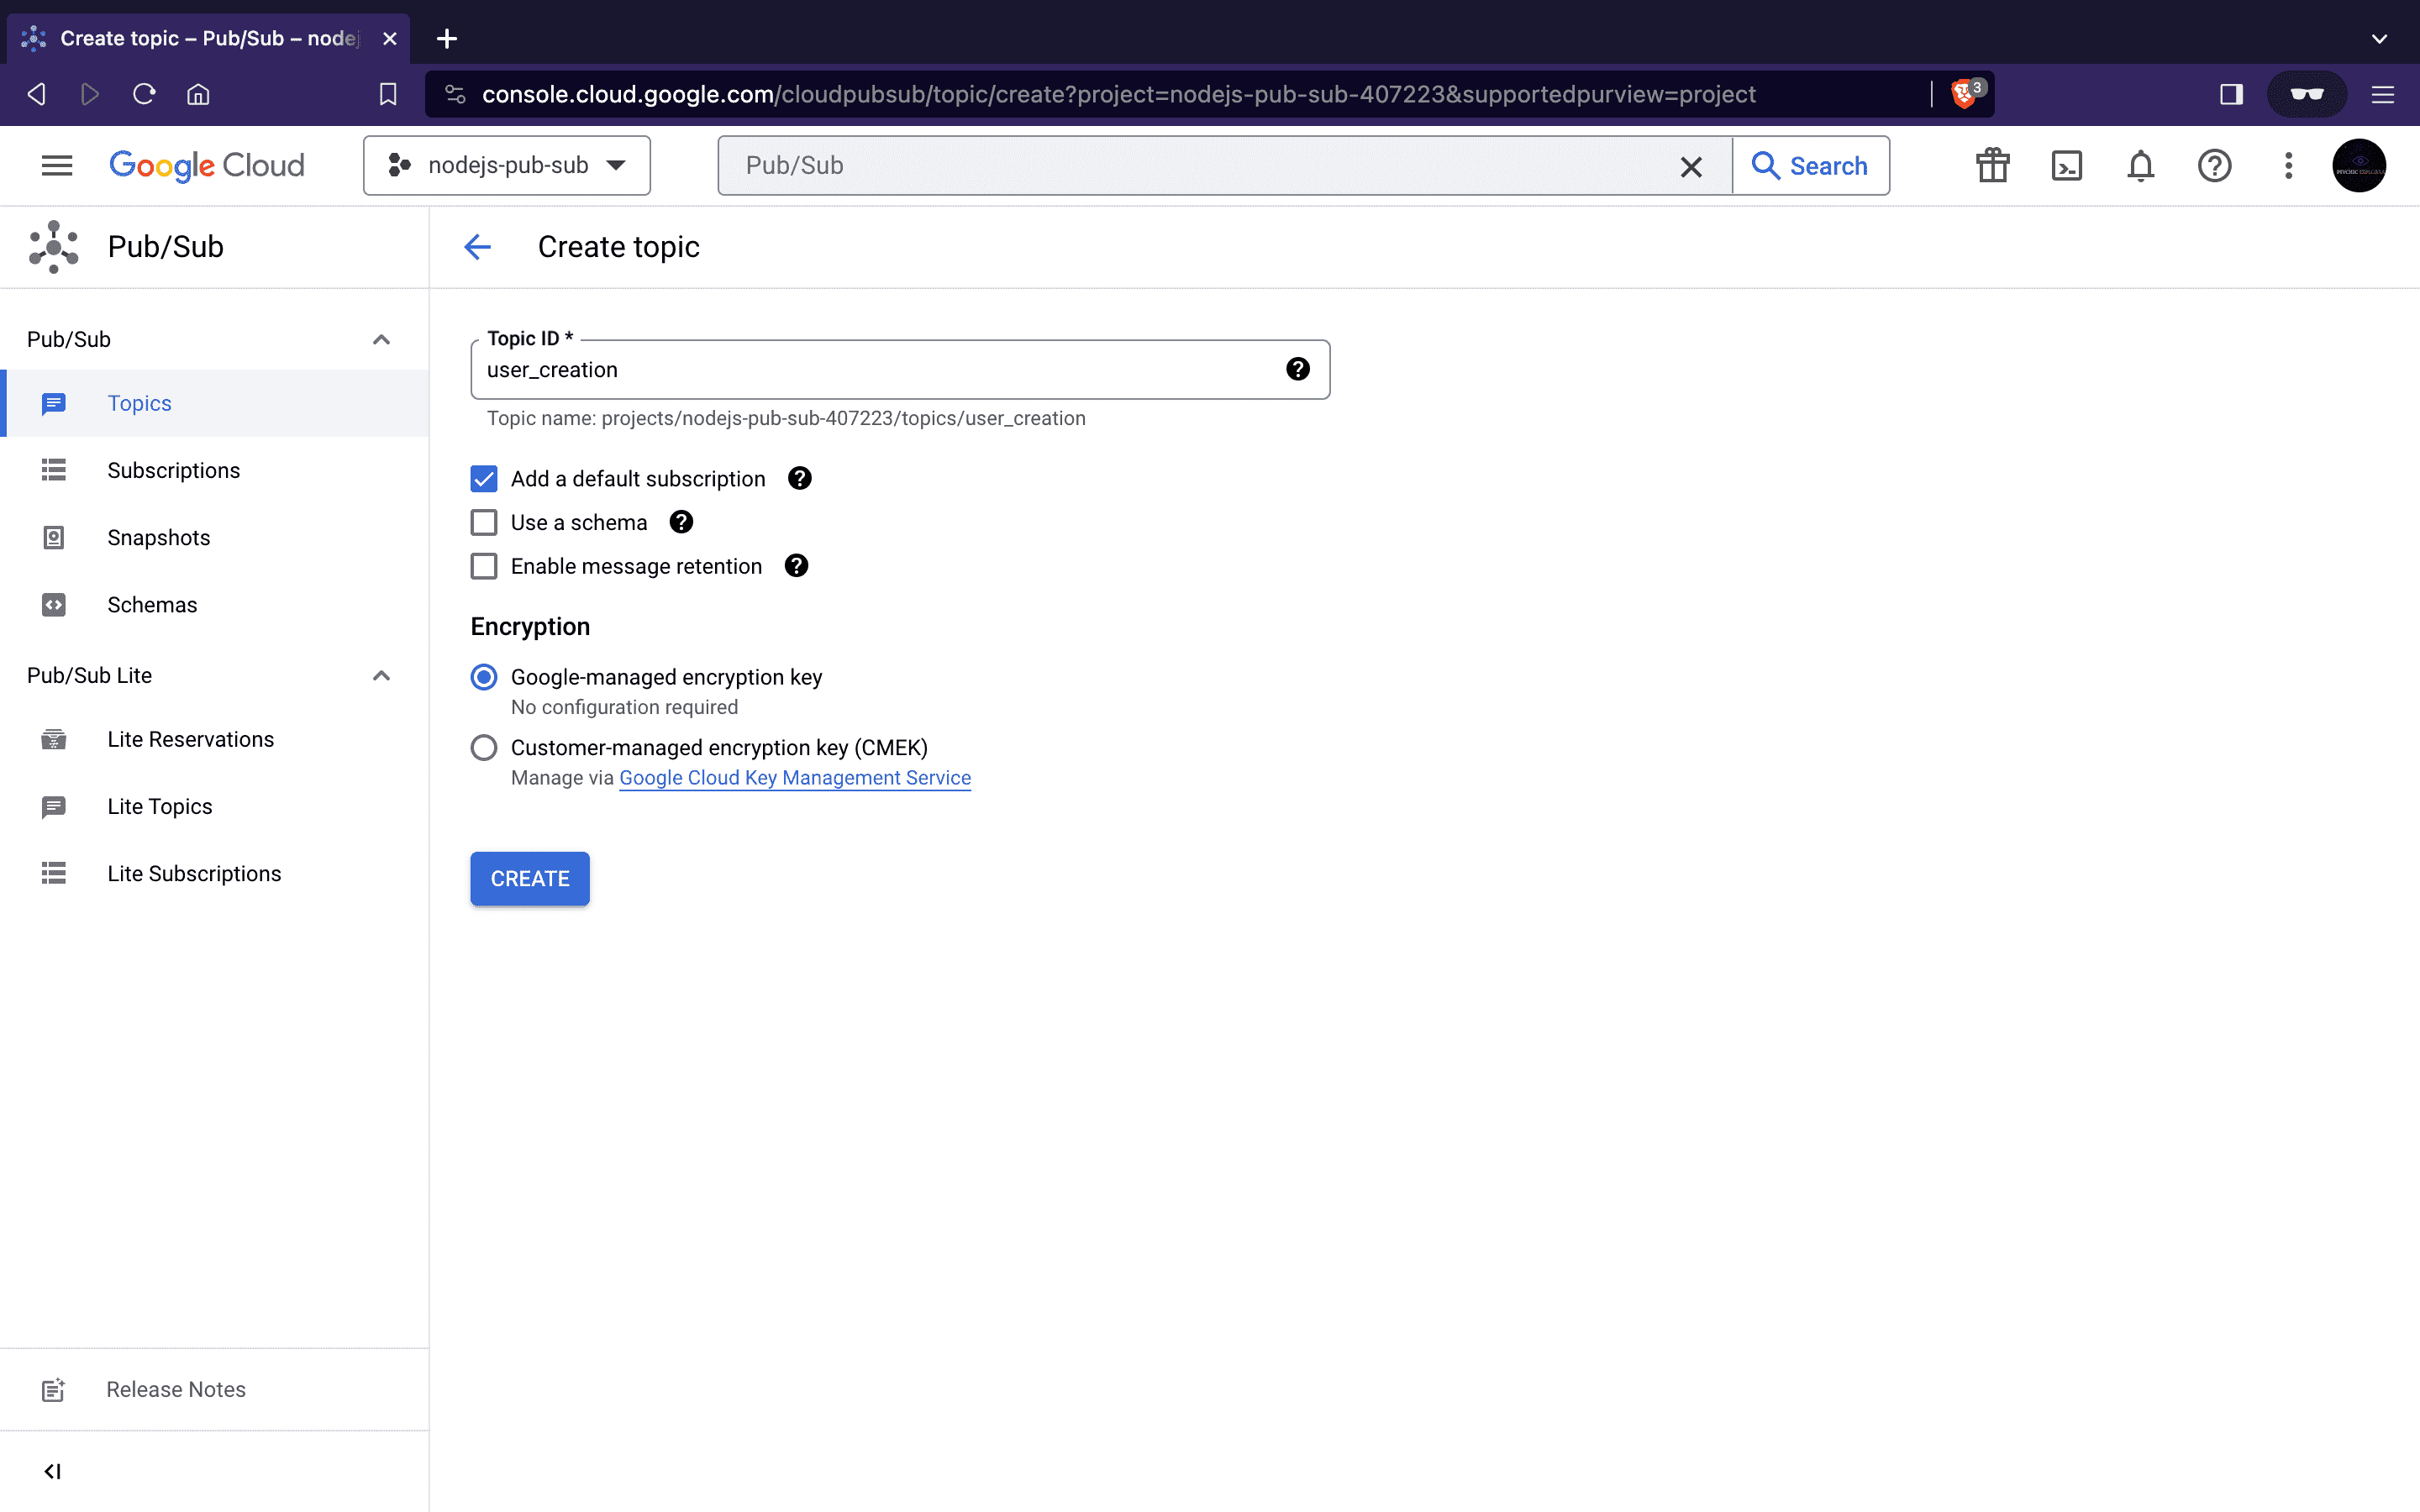 Create topic – Pub/Sub – nodej
console.cloud.google.com/cloudpubsub/topic/create?project=nodejs-pub-sub-407223&supportedpurview=project
3
Google Cloud
nodejs-pub-sub
Pub/Sub
Search
Pub/Sub
Create topic
Pub/Sub
Topics
Subscriptions
Snapshots
Schemas
Pub/Sub Lite
Lite Reservations
Lite Topics
Lite Subscriptions
Release Notes
Topic ID *
user_creation
Topic name: projects/nodejs-pub-sub-407223/topics/user_creation
Add a default subscription
Use a schema
Enable message retention
Encryption
Google-managed encryption key
No configuration required
Customer-managed encryption key (CMEK)
Manage via Google Cloud Key Management Service
CREATE